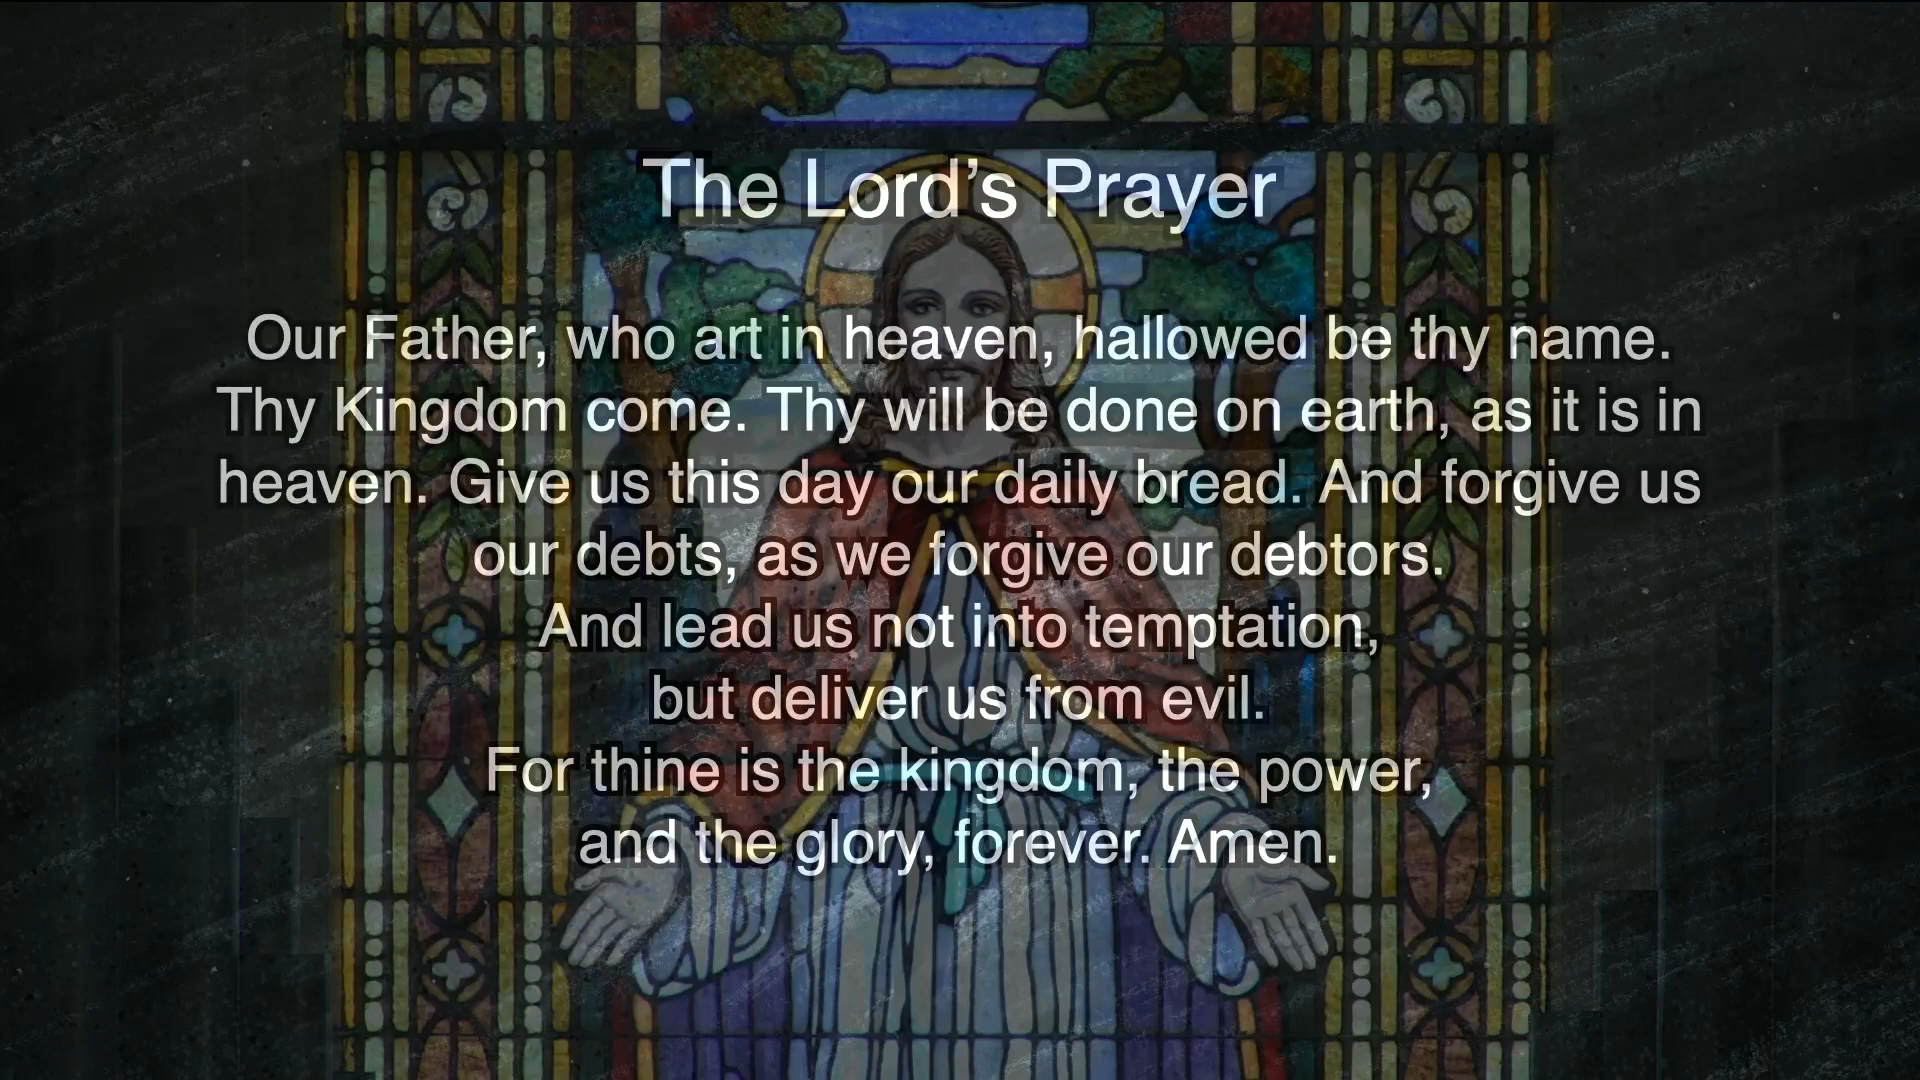 The Lord’s Prayer
Our Father, who art in heaven, hallowed be thy name.
Thy Kingdom come. Thy will be done on earth, as it is in
heaven. Give us this day our daily bread. And forgive us
our debts, as we forgive our debtors.
And lead us not into temptation,
but deliver us from evil.
For thine is the kingdom, the power,
and the glory, forever. Amen.